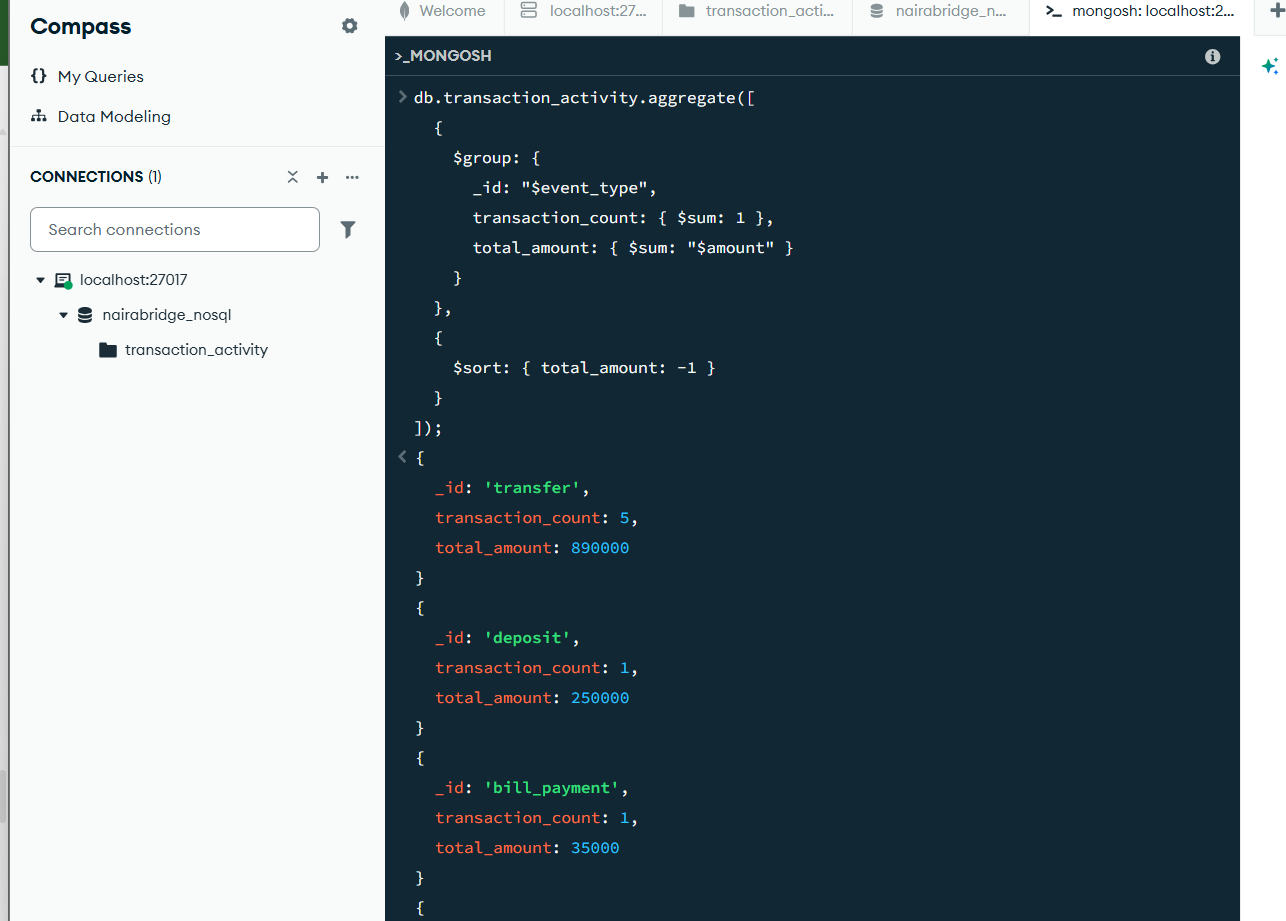 Compass
My Queries
Data Modeling
CONNECTIONS (1)
Search connections
localhost:27017
nairabridge_nosql
transaction_activity
Welcome
localhost:27...
transaction_acti...
nairabridge_n...
>_ mongosh: localhost:2...
>_MONGOSH
db.transaction_activity.aggregate([
{
$group: {
_id: "$event_type",
transaction_count: { $sum: 1 },
total_amount: { $sum: "$amount" }
}
},
{
$sort: { total_amount: -1 }
}
]);
{
_id: 'transfer',
transaction_count: 5,
total_amount: 890000
}
{
_id: 'deposit',
transaction_count: 1,
total_amount: 250000
}
{
_id: 'bill_payment',
transaction_count: 1,
total_amount: 35000
}
{